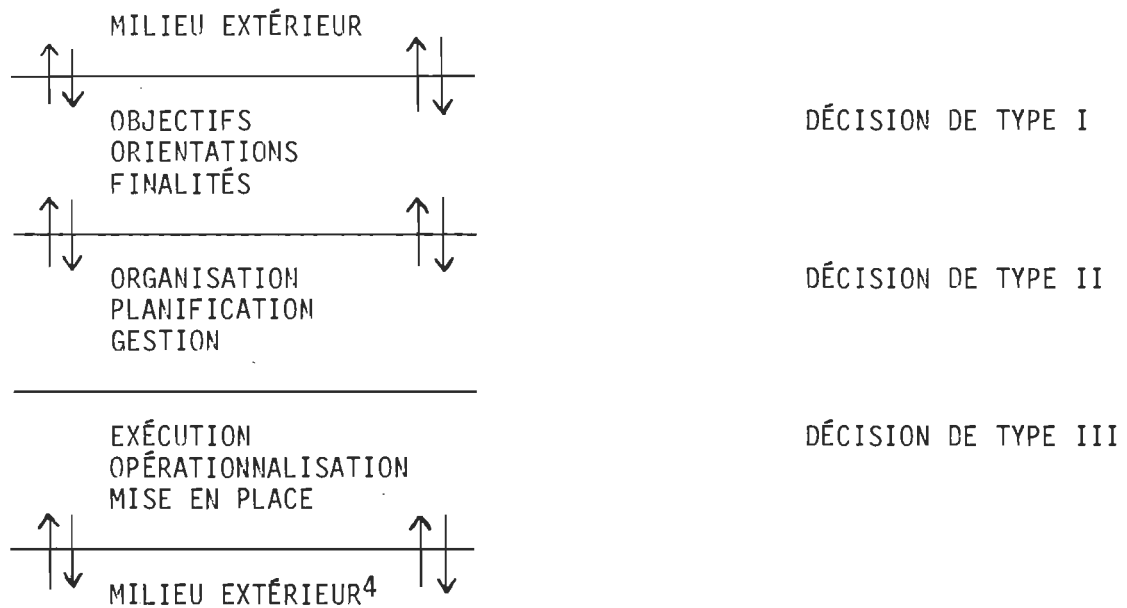 MILIEU EXTÉRIEUR
OBJECTIFS DÉCISION DE TYPE I
ORIENTATIONS
FINALITÉS
ORGANISATION DÉCISION DE TYPE II
PLANIFICATION
GESTION
EXÉCUTION DÉCISION DE TYPE III
OPÉRATIONNALISATION
MISE EN PLACE
MILIEU EXTÉRIEUR4